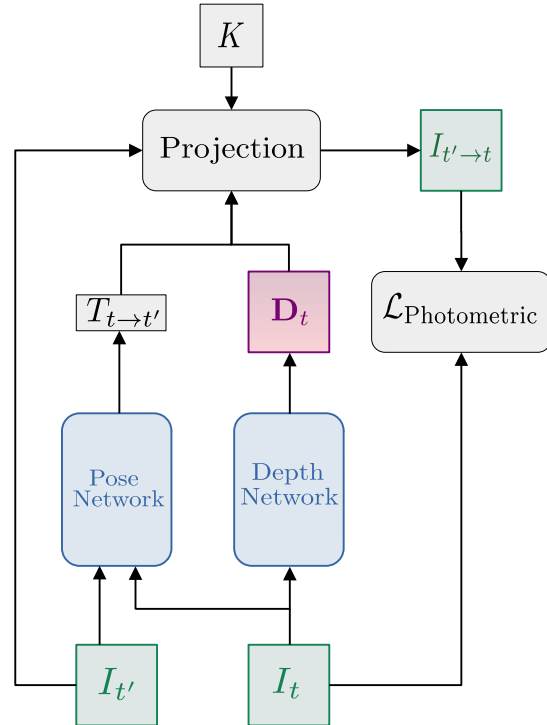 K
Projection
I_{t'→t}
T_{t→t'}
D_t
ℒ_Photometric
Pose
Network
Depth
Network
I_{t'}
I_t